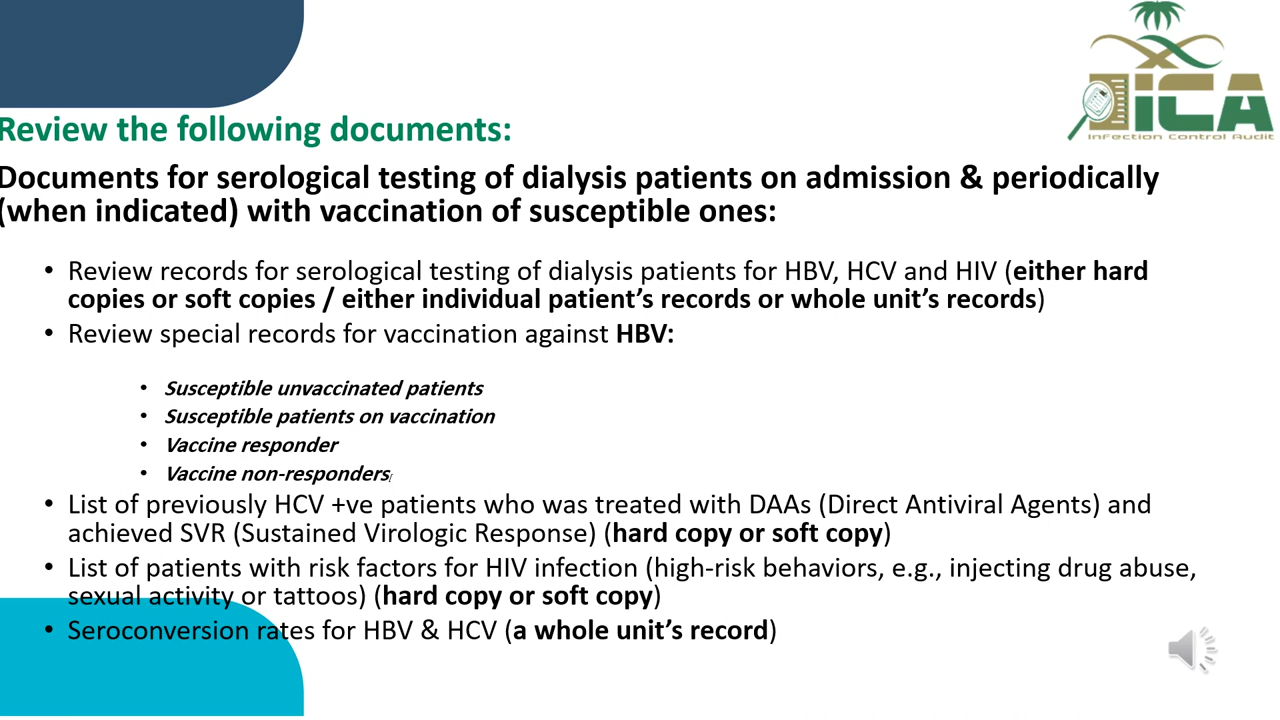 ICA
Infection Control Audit
Review the following documents:
Documents for serological testing of dialysis patients on admission & periodically
(when indicated) with vaccination of susceptible ones:
• Review records for serological testing of dialysis patients for HBV, HCV and HIV (either hard
copies or soft copies / either individual patient's records or whole unit's records)
• Review special records for vaccination against HBV:
• Susceptible unvaccinated patients
• Susceptible patients on vaccination
• Vaccine responder
• Vaccine non-responders
• List of previously HCV +ve patients who was treated with DAAs (Direct Antiviral Agents) and
achieved SVR (Sustained Virologic Response) (hard copy or soft copy)
• List of patients with risk factors for HIV infection (high-risk behaviors, e.g., injecting drug abuse,
sexual activity or tattoos) (hard copy or soft copy)
• Seroconversion rates for HBV & HCV (a whole unit's record)